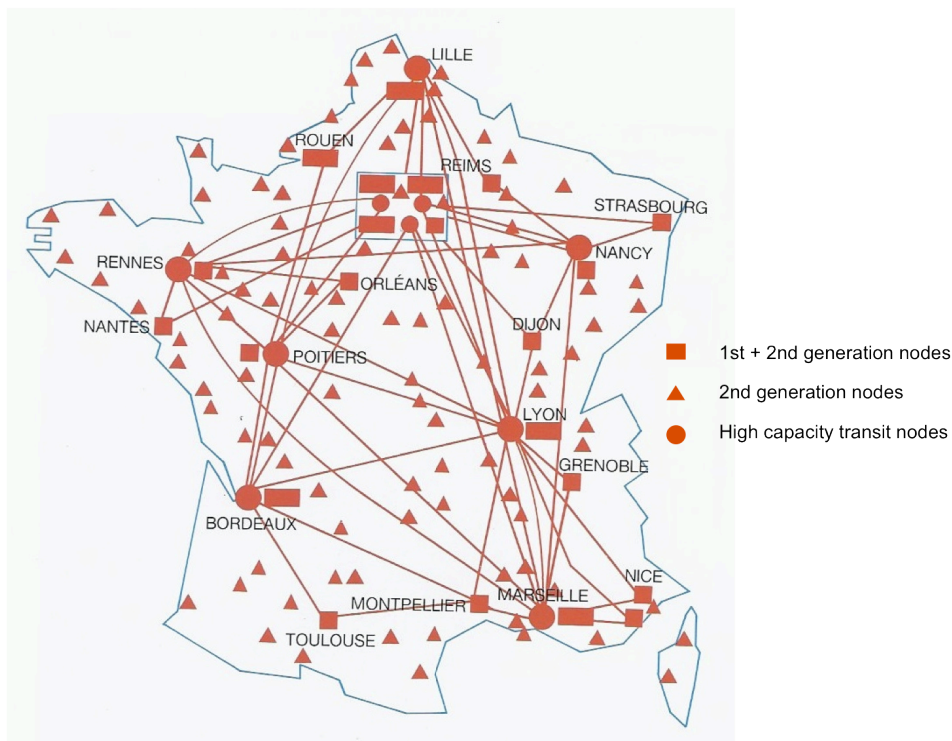 LILLE
ROUEN
REIMS
STRASBOURG
RENNES
NANCY
ORLÉANS
NANTES
DIJON
POITIERS
1st + 2nd generation nodes
2nd generation nodes
LYON
High capacity transit nodes
GRENOBLE
BORDEAUX
NICE
MARSEILLE
MONTPELLIER
TOULOUSE